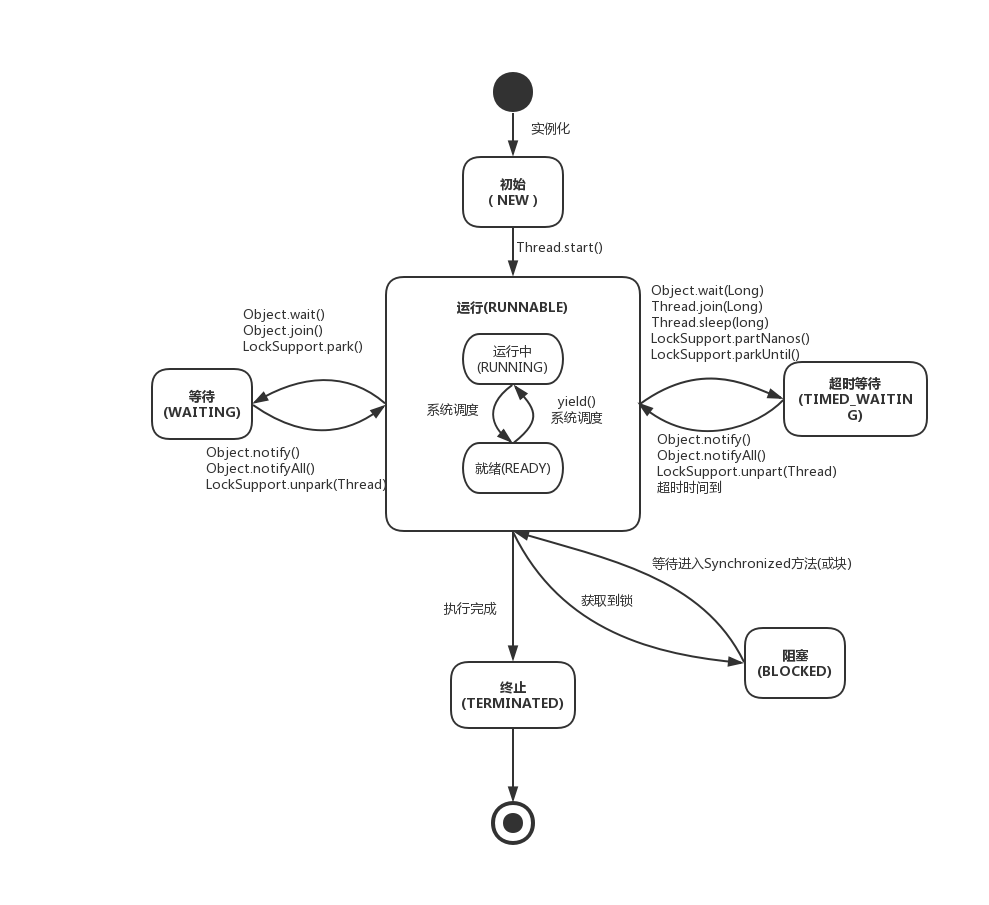 实例化
初始
( NEW )
Thread.start()
运行(RUNNABLE)
运行中
(RUNNING)
系统调度
yield()
系统调度
就绪(READY)
Object.wait()
Object.join()
LockSupport.park()
等待
(WAITING)
Object.notify()
Object.notifyAll()
LockSupport.unpark(Thread)
Object.wait(Long)
Thread.join(Long)
Thread.sleep(long)
LockSupport.partNanos()
LockSupport.parkUntil()
超时等待
(TIMED_WAITIN
G)
Object.notify()
Object.notifyAll()
LockSupport.unpart(Thread)
超时时间到
等待进入Synchronized方法(或块)
获取到锁
阻塞
(BLOCKED)
执行完成
终止
(TERMINATED)